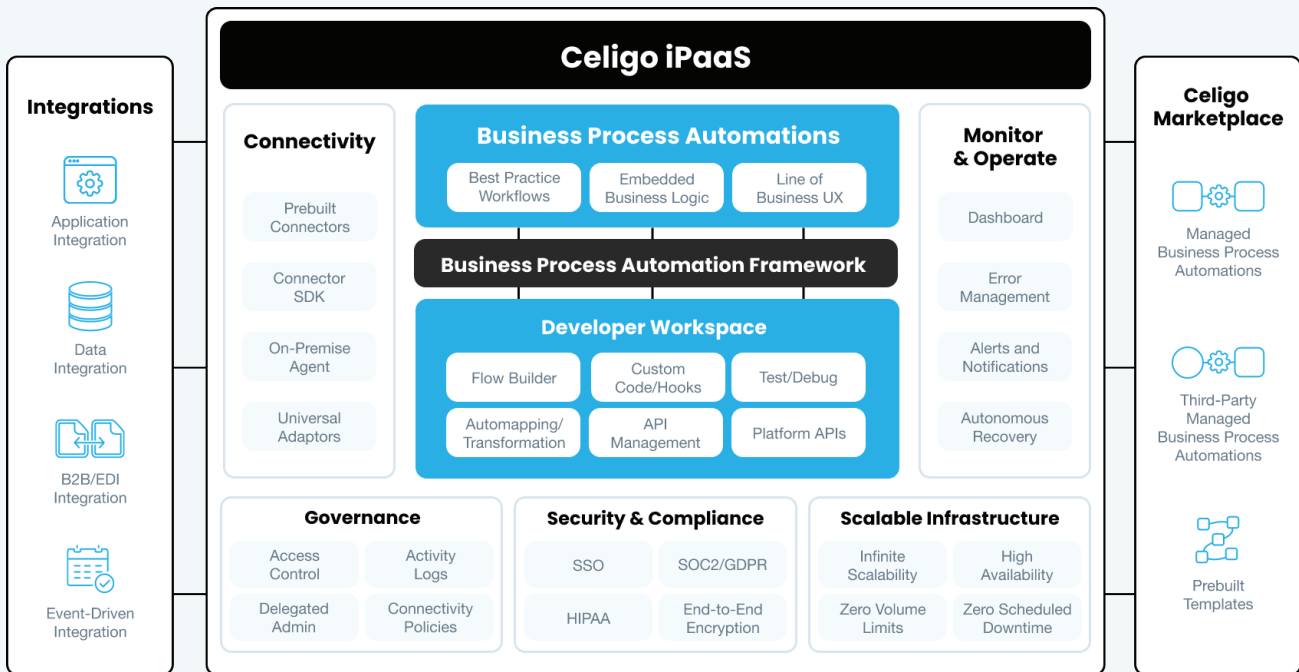 Celigo iPaaS
Integrations
Application
Integration
Data
Integration
B2B/EDI
Integration
Event-Driven
Integration
Connectivity
Prebuilt
Connectors
Connector
SDK
On-Premise
Agent
Universal
Adaptors
Business Process Automations
Best Practice
Workflows
Embedded
Business Logic
Line of
Business UX
Business Process Automation Framework
Developer Workspace
Flow Builder
Custom
Code/Hooks
Test/Debug
Automapping/
Transformation
API
Management
Platform APIs
Monitor
& Operate
Dashboard
Error
Management
Alerts and
Notifications
Autonomous
Recovery
Governance
Access
Control
Activity
Logs
Delegated
Admin
Connectivity
Policies
Security & Compliance
SSO
SOC2/GDPR
HIPAA
End-to-End
Encryption
Scalable Infrastructure
Infinite
Scalability
High
Availability
Zero Volume
Limits
Zero Scheduled
Downtime
Celigo
Marketplace
Managed
Business Process
Automations
Third-Party
Managed
Business Process
Automations
Prebuilt
Templates